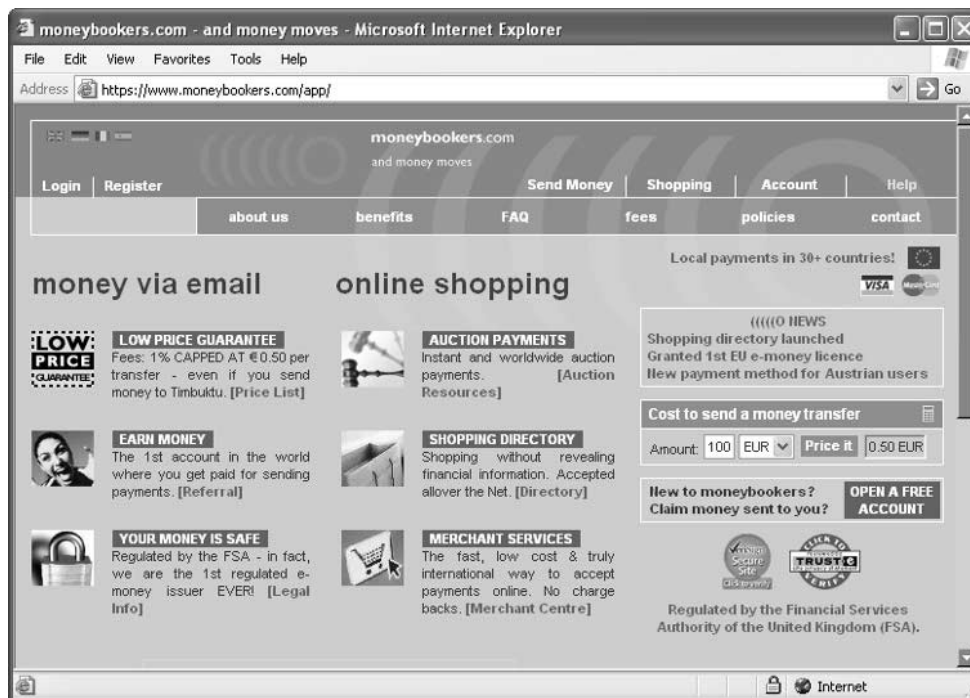 moneybookers.com - and money moves - Microsoft Internet Explorer
File Edit View Favorites Tools Help
Address https://www.moneybookers.com/app/ Go
moneybookers.com
and money moves
Login Register Send Money Shopping Account Help
about us benefits FAQ fees policies contact
Local payments in 30+ countries!
VISA MasterCard
money via email
LOW
PRICE
GUARANTEE
LOW PRICE GUARANTEE
Fees: 1% CAPPED AT €0.50 per
transfer - even if you send
money to Timbuktu. [Price List]
EARN MONEY
The 1st account in the world
where you get paid for sending
payments. [Referral]
YOUR MONEY IS SAFE
Regulated by the FSA - in fact,
we are the 1st regulated e-
money issuer EVER! [Legal
Info]
online shopping
AUCTION PAYMENTS
Instant and worldwide auction
payments. [Auction
Resources]
SHOPPING DIRECTORY
Shopping without revealing
financial information. Accepted
allover the Net. [Directory]
MERCHANT SERVICES
The fast, low cost & truly
international way to accept
payments online. No charge
backs. [Merchant Centre]
(((((O NEWS
Shopping directory launched
Granted 1st EU e-money licence
New payment method for Austrian users
Cost to send a money transfer
Amount: 100 EUR Price it 0.50 EUR
New to moneybookers?
Claim money sent to you?
OPEN A FREE
ACCOUNT
Secure
Site
Click to verify
CLICK TO
TRUSTe
VERIFY
Regulated by the Financial Services
Authority of the United Kingdom (FSA).
Internet